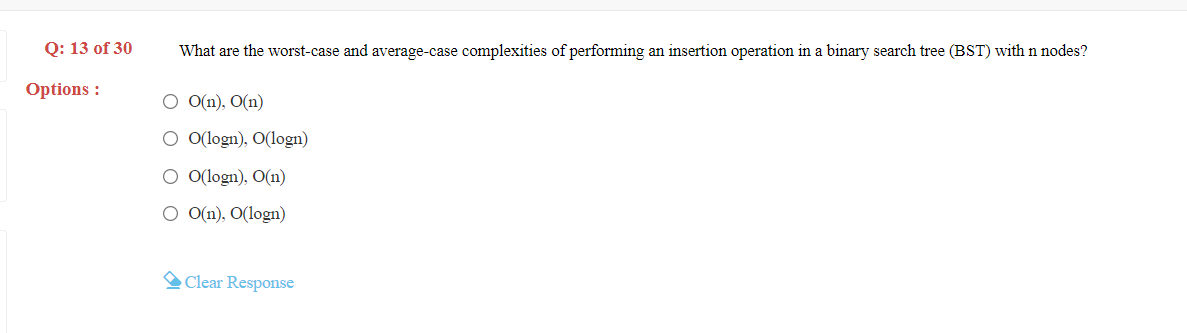 Q: 13 of 30
What are the worst-case and average-case complexities of performing an insertion operation in a binary search tree (BST) with n nodes?
Options :
O(n), O(n)
O(logn), O(logn)
O(logn), O(n)
O(n), O(logn)
Clear Response